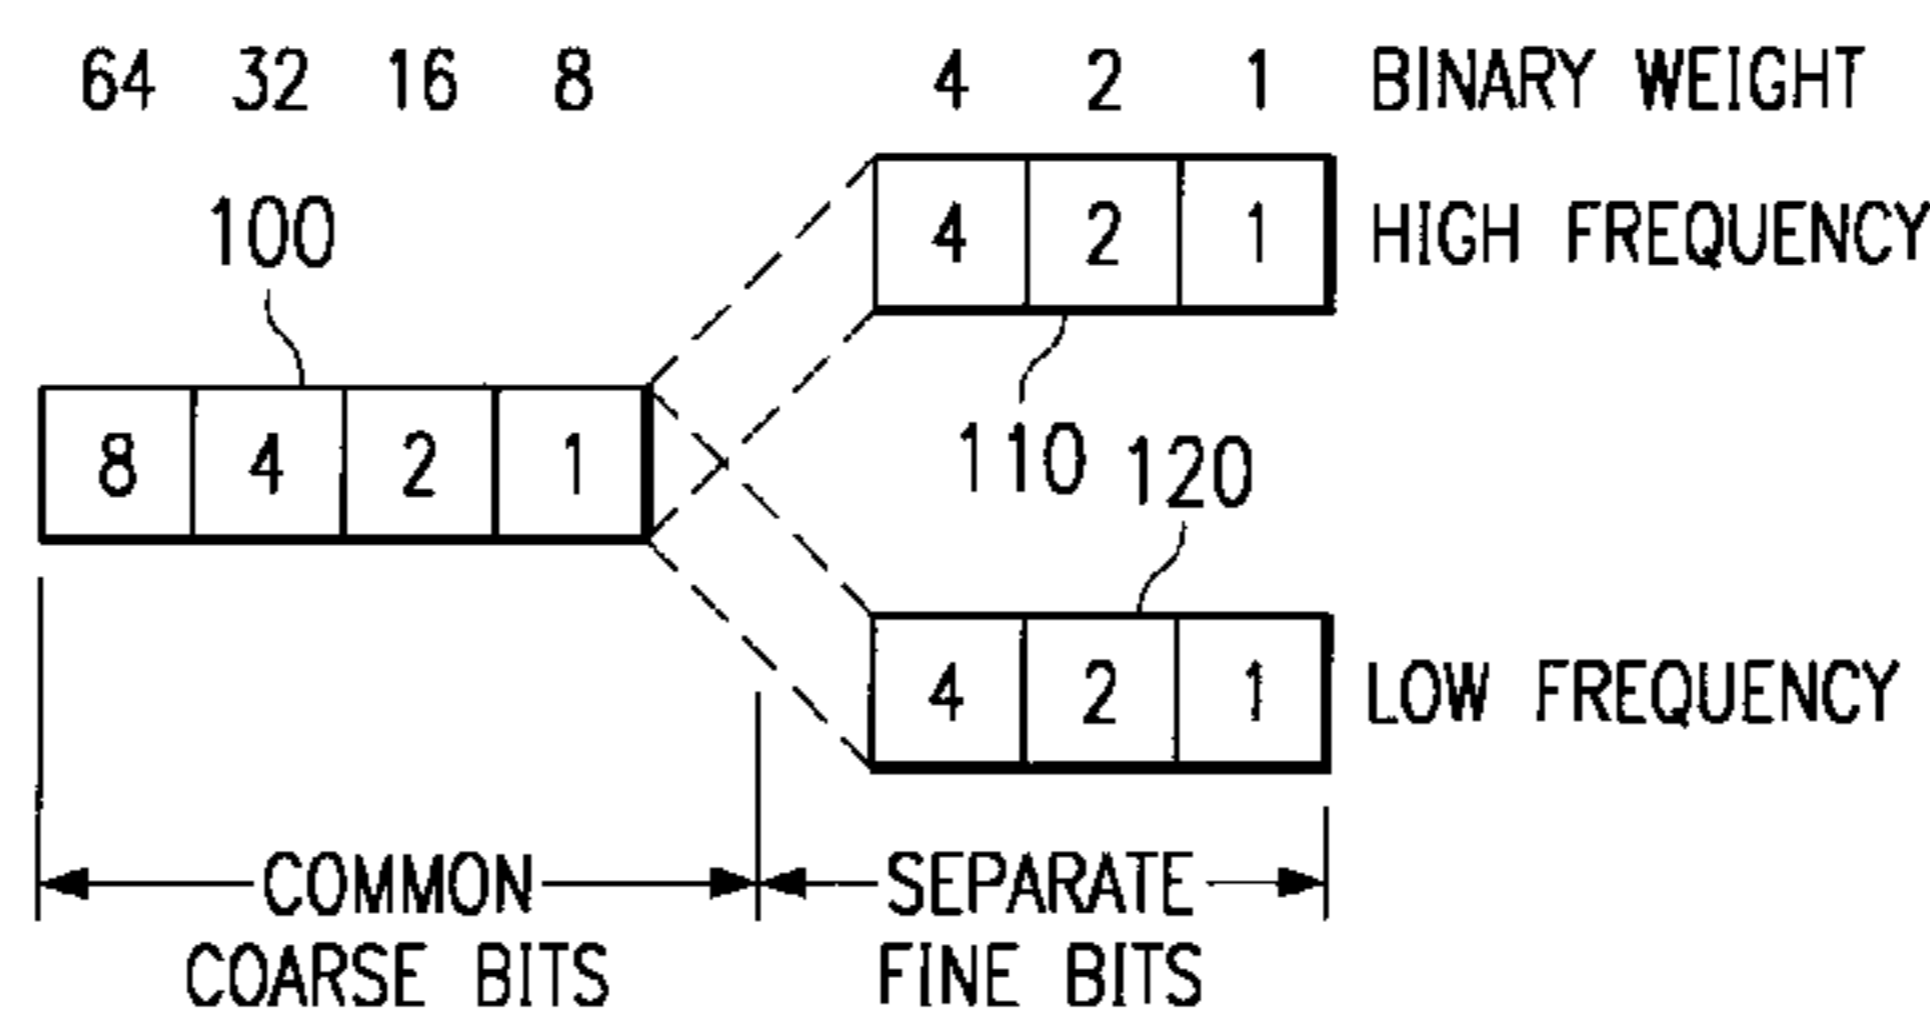 64 32 16 8 4 2 1 BINARY WEIGHT
100
4 2 1 HIGH FREQUENCY
8 4 2 1
110 120
4 2 1 LOW FREQUENCY
COMMON SEPARATE
COARSE BITS FINE BITS